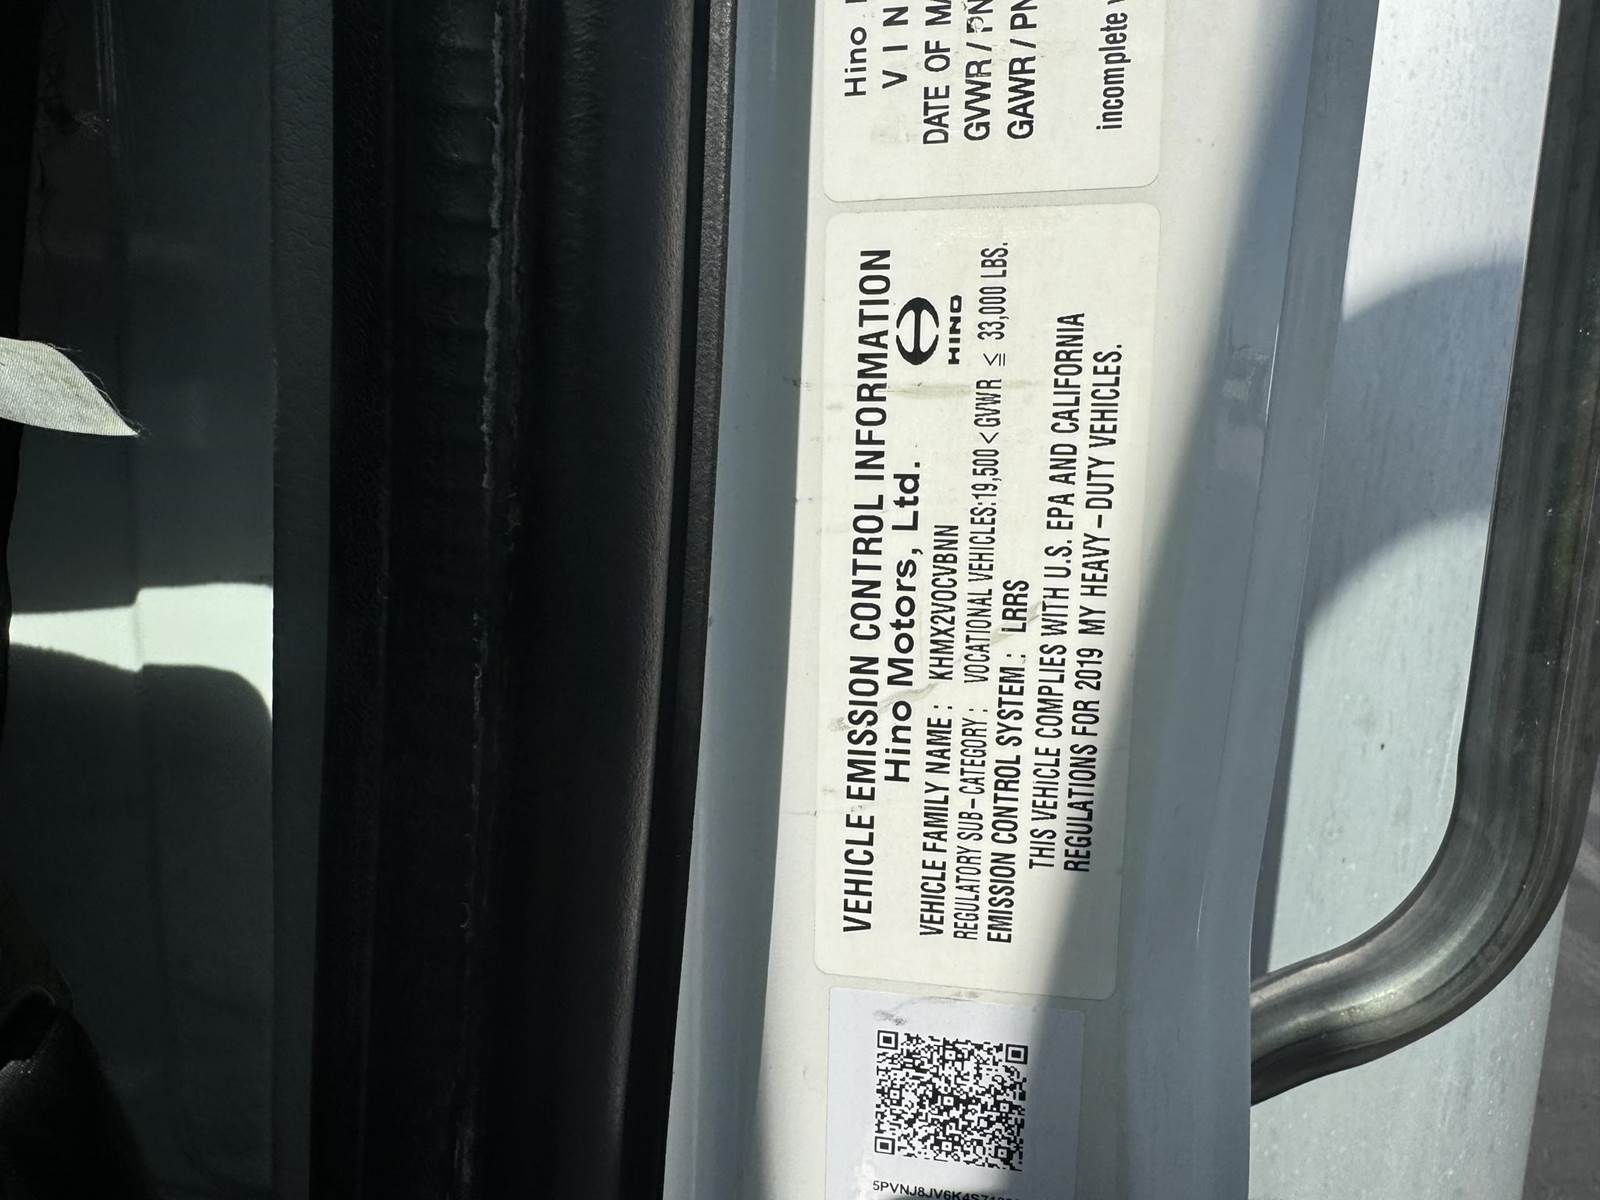 Hino
VIN
DATE OF MA
GVWR / PN
GAWR / PN
incomplete
VEHICLE EMISSION CONTROL INFORMATION
Hino Motors, Ltd.
HINO
VEHICLE FAMILY NAME : KHMX2VOCVBNN
REGULATORY SUB-CATEGORY : VOCATIONAL VEHICLES:19,500 < GVWR ≦ 33,000 LBS.
EMISSION CONTROL SYSTEM : LRRS
THIS VEHICLE COMPLIES WITH U.S. EPA AND CALIFORNIA
REGULATIONS FOR 2019 MY HEAVY-DUTY VEHICLES.